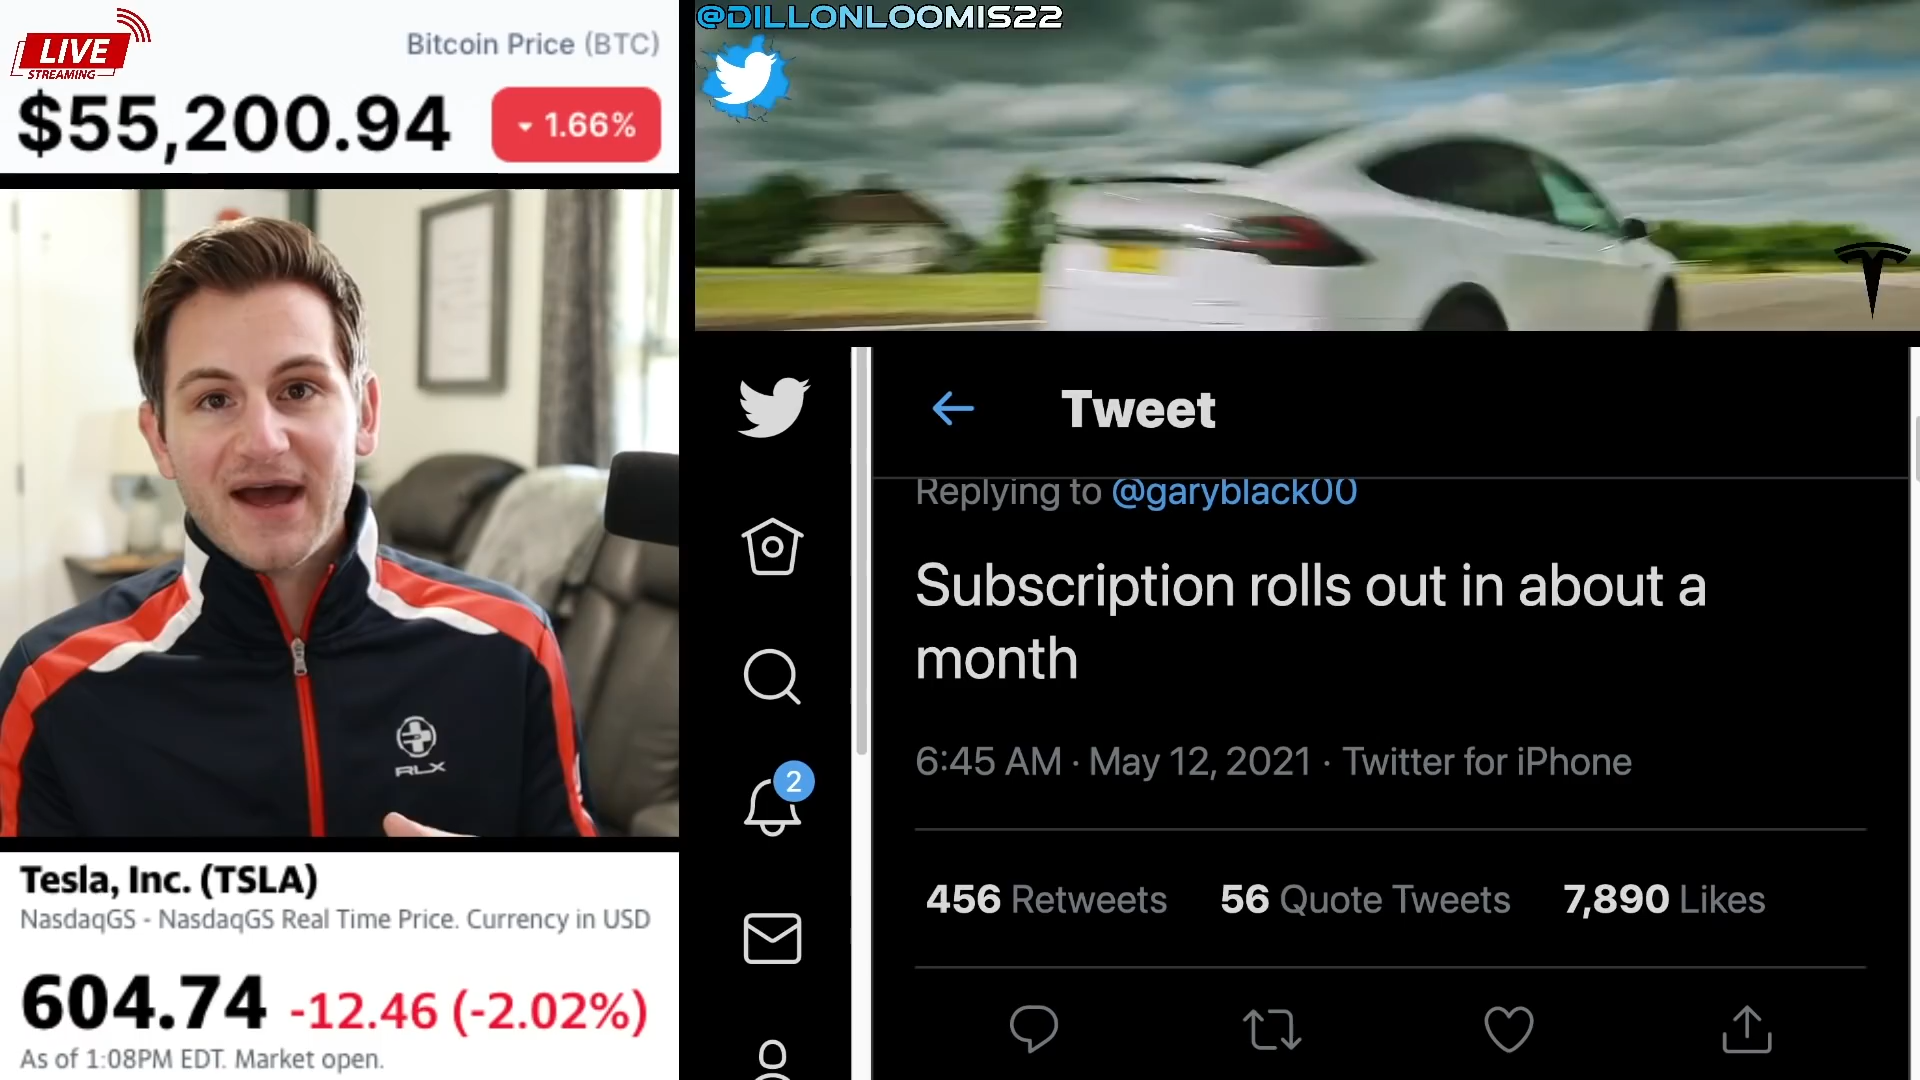 LIVE
STREAMING
Bitcoin Price (BTC)
$55,200.94
1.66%
@DILLONLOOMIS22
RLX
Tesla, Inc. (TSLA)
NasdaqGS - NasdaqGS Real Time Price. Currency in USD
604.74 -12.46 (-2.02%)
As of 1:08PM EDT. Market open.
Tweet
Replying to @garyblack00
Subscription rolls out in about a
month
6:45 AM · May 12, 2021 · Twitter for iPhone
456 Retweets 56 Quote Tweets 7,890 Likes
2